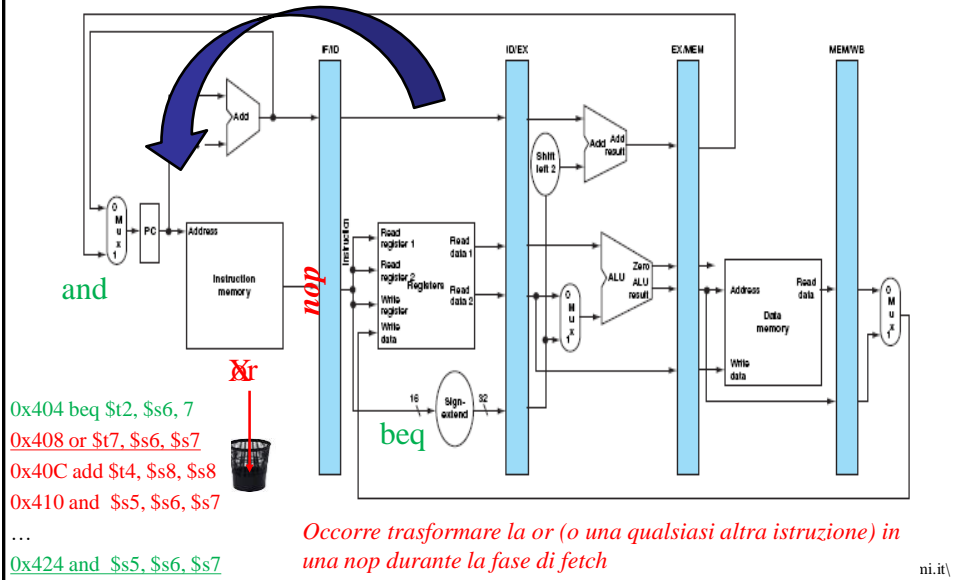 IF/ID
ID/EX
EX/MEM
MEM/WB
Add
Add Add
result
Shift
left 2
0
M
u
x
1
PC
Address
Instruction
memory
Instruction
nop
Read
register 1
Read
register 2
Registers
Write
register
Write
data
Read
data 1
Read
data 2
0
M
u
x
1
Zero
ALU
ALU
result
Address
Read
data
Data
memory
Write
data
0
M
u
x
1
16
Sign-
extend
32
and
or
X
beq
0x404 beq $t2, $s6, 7
0x408 or $t7, $s6, $s7
0x40C add $t4, $s8, $s8
0x410 and $s5, $s6, $s7
…
0x424 and $s5, $s6, $s7
Occorre trasformare la or (o una qualsiasi altra istruzione) in
una nop durante la fase di fetch
ni.it\